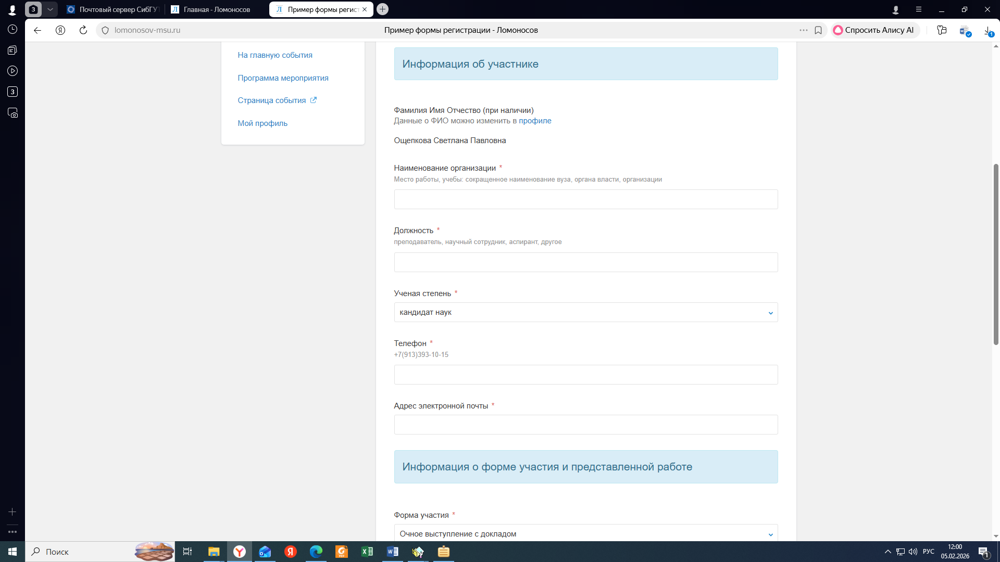 3
Почтовый сервер СибГУ
Л Главная - Ломоносов
Л Пример формы регист
lomonosov-msu.ru
Пример формы регистрации - Ломоносов
Спросить Алису AI
1
3
На главную события
Программа мероприятия
Страница события
Мой профиль
Информация об участнике
Фамилия Имя Отчество (при наличии)
Данные о ФИО можно изменить в профиле
Ощепкова Светлана Павловна
Наименование организации *
Место работы, учебы: сокращенное наименование вуза, органа власти, организации
Должность *
преподаватель, научный сотрудник, аспирант, другое
Ученая степень *
кандидат наук
Телефон *
+7(913)393-10-15
Адрес электронной почты *
Информация о форме участия и представленной работе
Форма участия *
Очное выступление с докладом
Поиск
РУС
12:00
05.02.2026
1